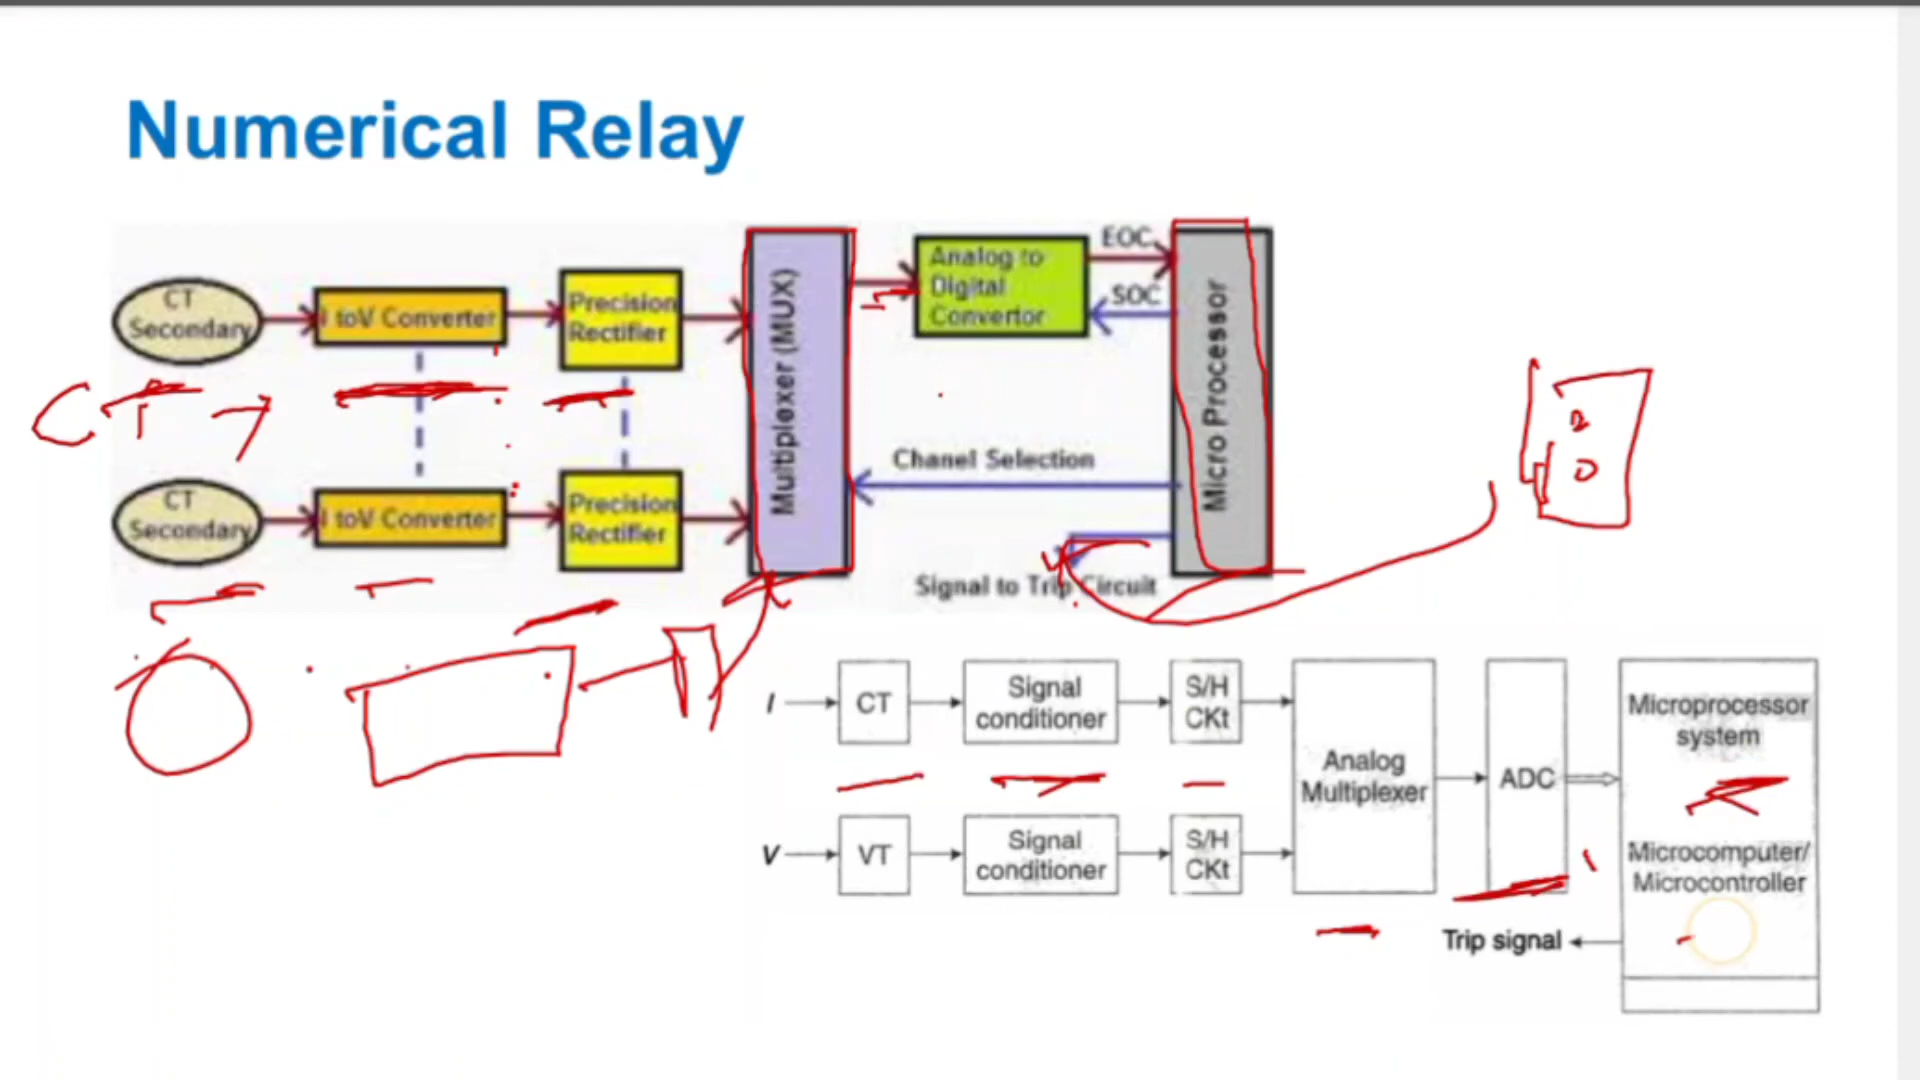 Numerical Relay
CT
Secondary
I toV Converter
Precision
Rectifier
CT
Secondary
I toV Converter
Precision
Rectifier
Multiplexer (MUX)
Analog to
Digital
Convertor
EOC
SOC
Micro Processor
Chanel Selection
Signal to Trip Circuit
CT
I
CT
Signal
conditioner
S/H
CKt
V
VT
Signal
conditioner
S/H
CKt
Analog
Multiplexer
ADC
Microprocessor
system
Microcomputer/
Microcontroller
Trip signal